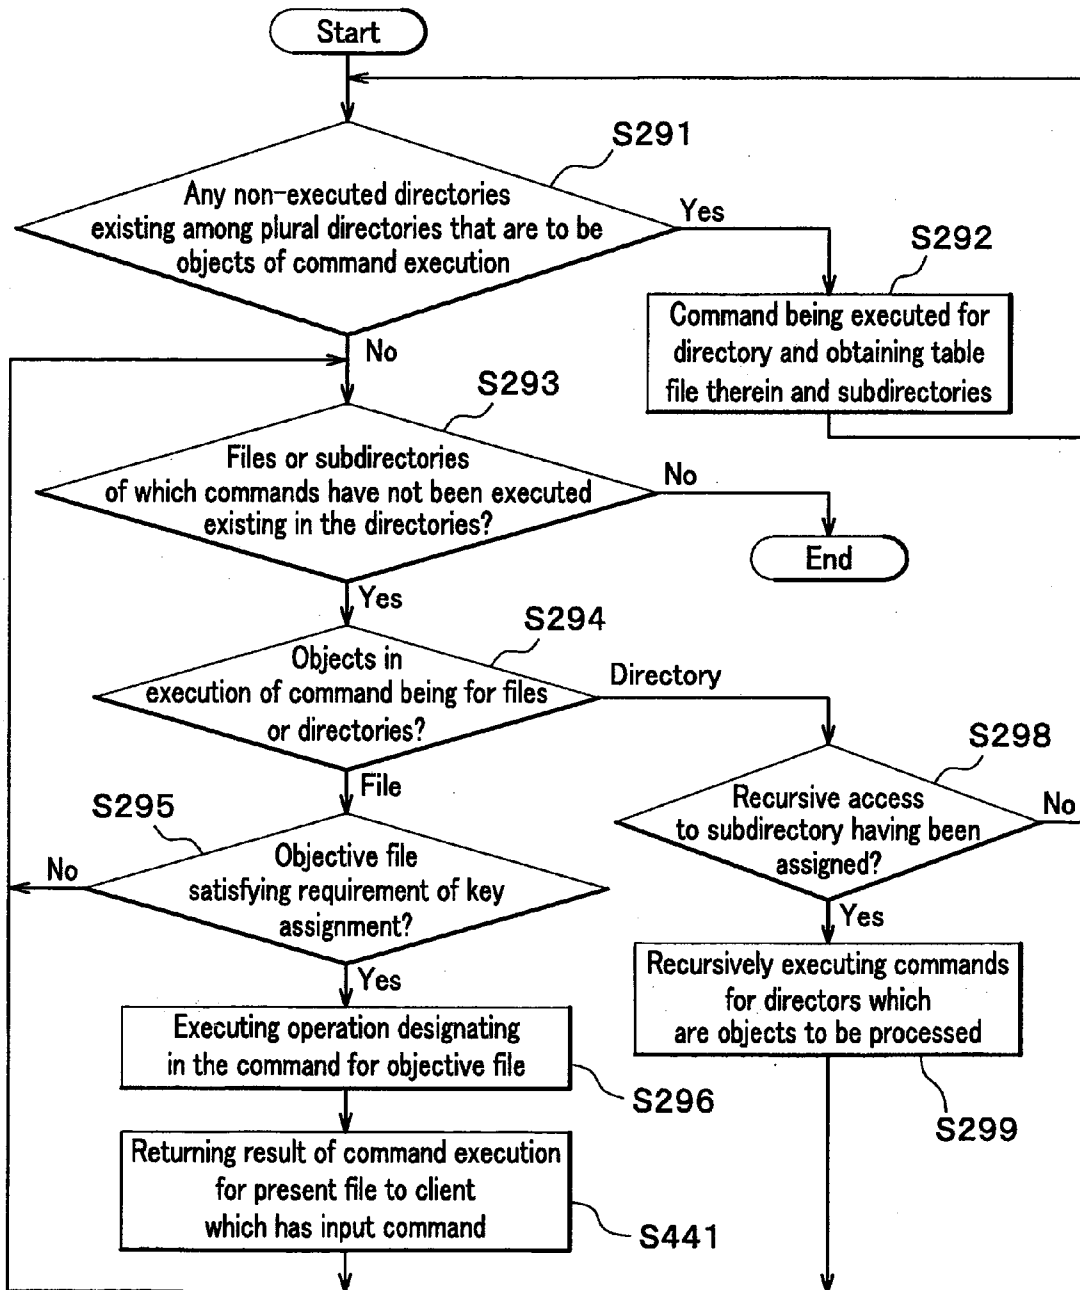 Start
S291
Any non-executed directories
existing among plural directories that are to be
objects of command execution
Yes
S292
Command being executed for
directory and obtaining table
file therein and subdirectories
No
S293
Files or subdirectories
of which commands have not been executed
existing in the directories?
No
End
Yes
S294
Objects in
execution of command being for files
or directories?
Directory
S298
Recursive access
to subdirectory having been
assigned?
No
File
S295
Objective file
satisfying requirement of key
assignment?
No
Yes
Yes
Recursively executing commands
for directors which
are objects to be processed
S299
Executing operation designating
in the command for objective file
S296
Returning result of command execution
for present file to client
which has input command
S441